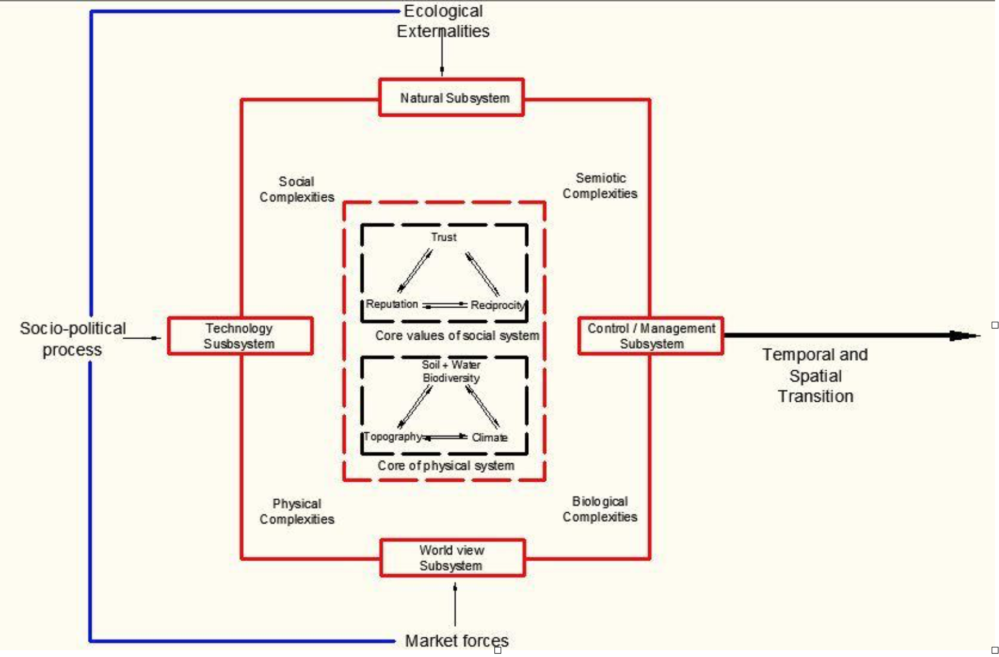 Ecological
Externalities
Natural Subsystem
Social
Complexities
Semiotic
Complexities
Trust
Reputation
Reciprocity
Core values of social system
Socio-political
process
Technology
Susbsystem
Control / Management
Subsystem
Temporal and
Spatial
Transition
Soil + Water
Biodiversity
Topography
Climate
Core of physical system
Physical
Complexities
Biological
Complexities
World view
Subsystem
Market forces